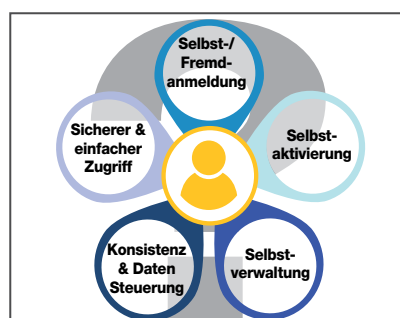 Selbst-/
Fremd-
anmeldung
Sicherer &
einfacher
Zugriff
Selbst-
aktivierung
Konsistenz
& Daten
Steuerung
Selbst-
verwaltung